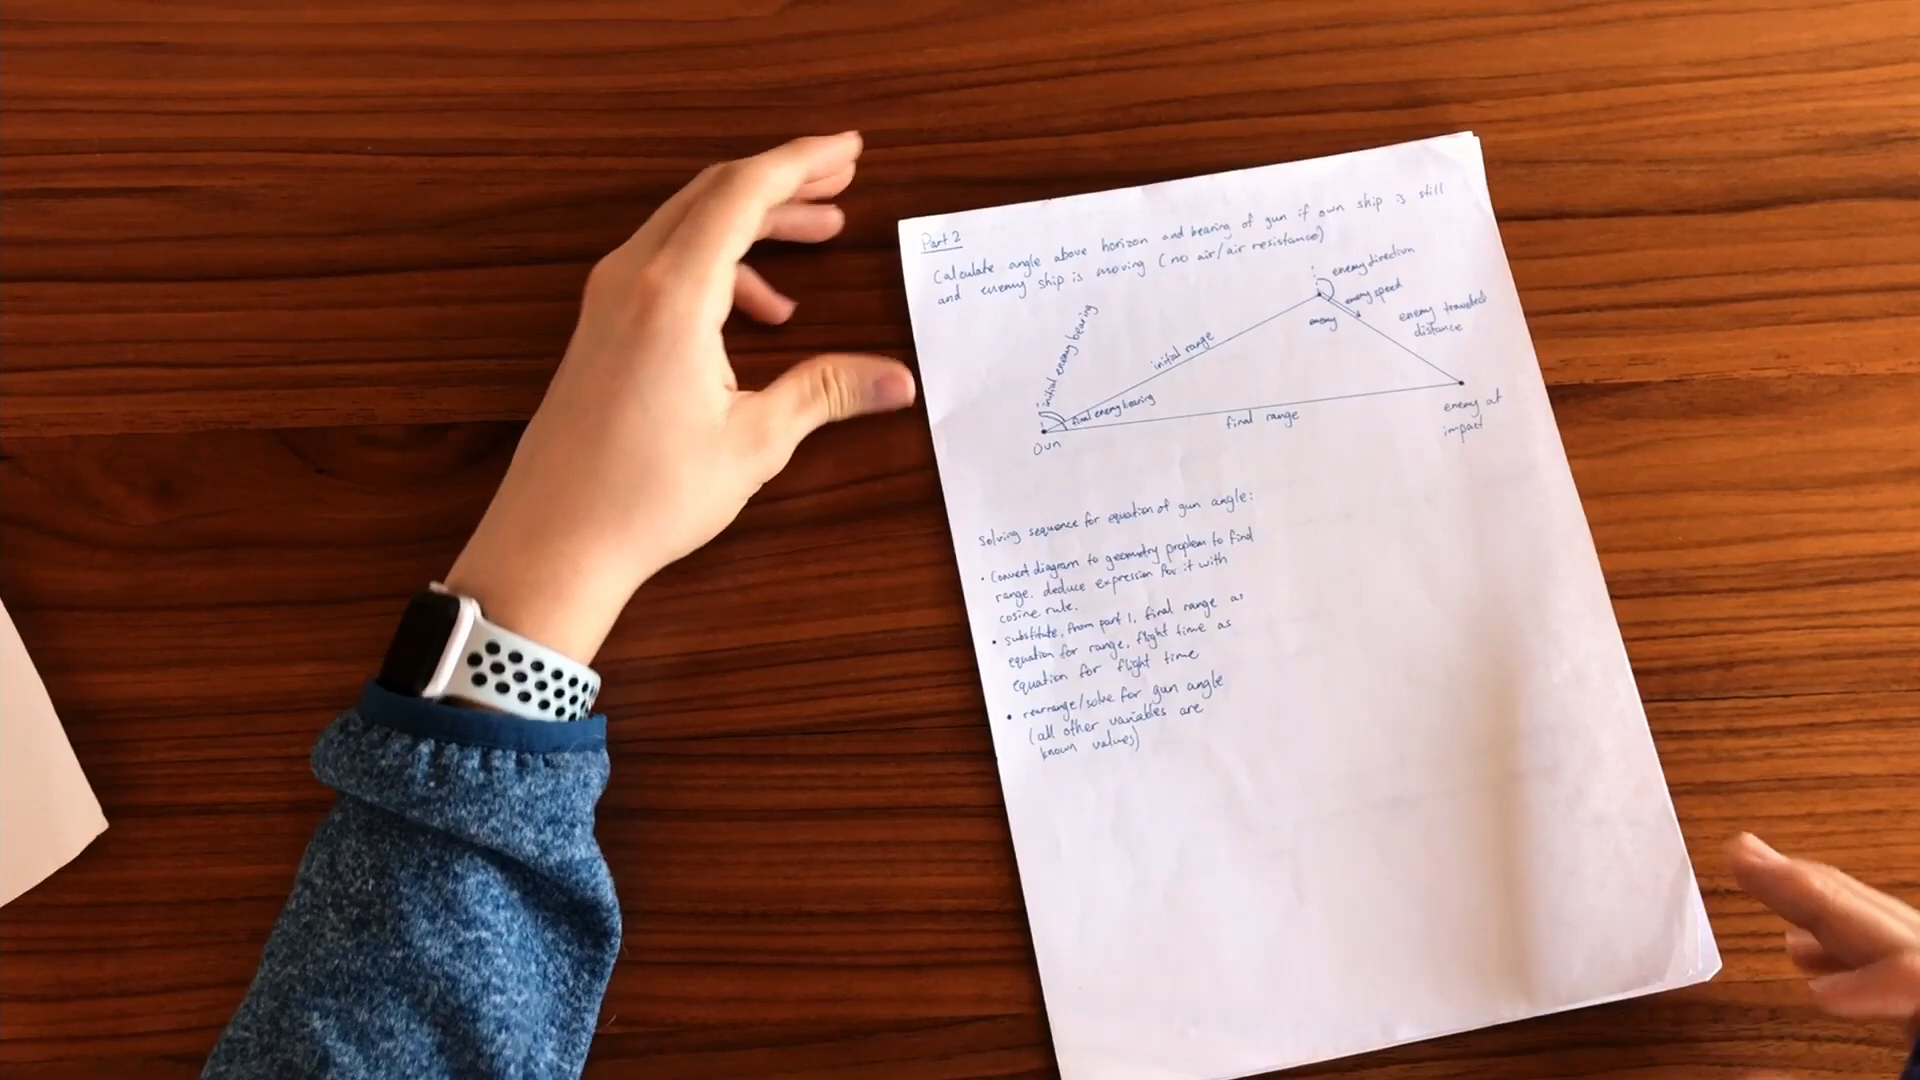 Part 2
Calculate angle above horizon and bearing of gun if own ship is still
and enemy ship is moving (no air/air resistance)
enemy direction
enemy speed
enemy
enemy traveled
distance
initial enemy bearing
initial range
final enemy bearing
final range
Own
enemy at
impact
Solving sequence for equation of gun angle:
• Convert diagram to geometry problem to find
range. deduce expression for it with
cosine rule.
• substitute, from part 1, final range as
equation for range, flight time as
equation for flight time
• rearrange/solve for gun angle
(all other variables are
known values)